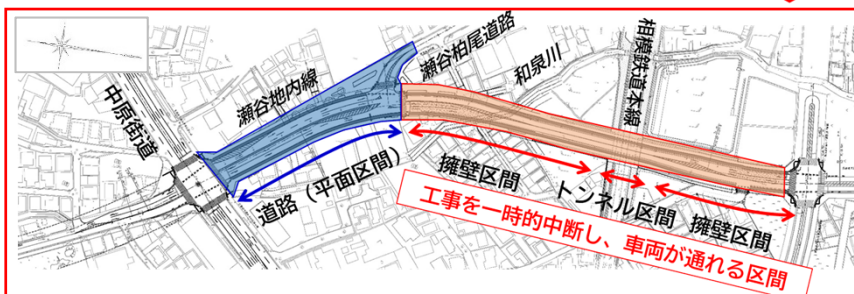 中原街道
瀬谷地内線
瀬谷柏尾道路
和泉川
相模鉄道本線
道路（平面区間）
擁壁区間
トンネル区間
擁壁区間
工事を一時的中断し、車両が通れる区間